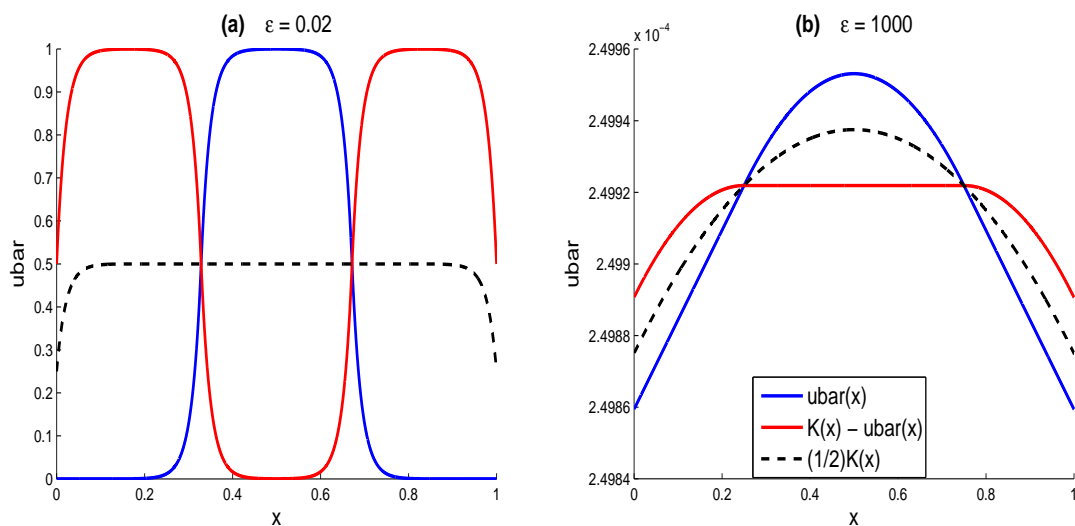 (a) ε = 0.02
1
0.9
0.8
0.7
0.6
0.5
0.4
0.3
0.2
0.1
0
ubar
0 0.2 0.4 0.6 0.8 1
x
(b) ε = 1000
x 10⁻⁴
2.4996
2.4994
2.4992
2.499
2.4988
2.4986
2.4984
ubar
ubar(x)
K(x) − ubar(x)
(1/2)K(x)
0 0.2 0.4 0.6 0.8 1
x